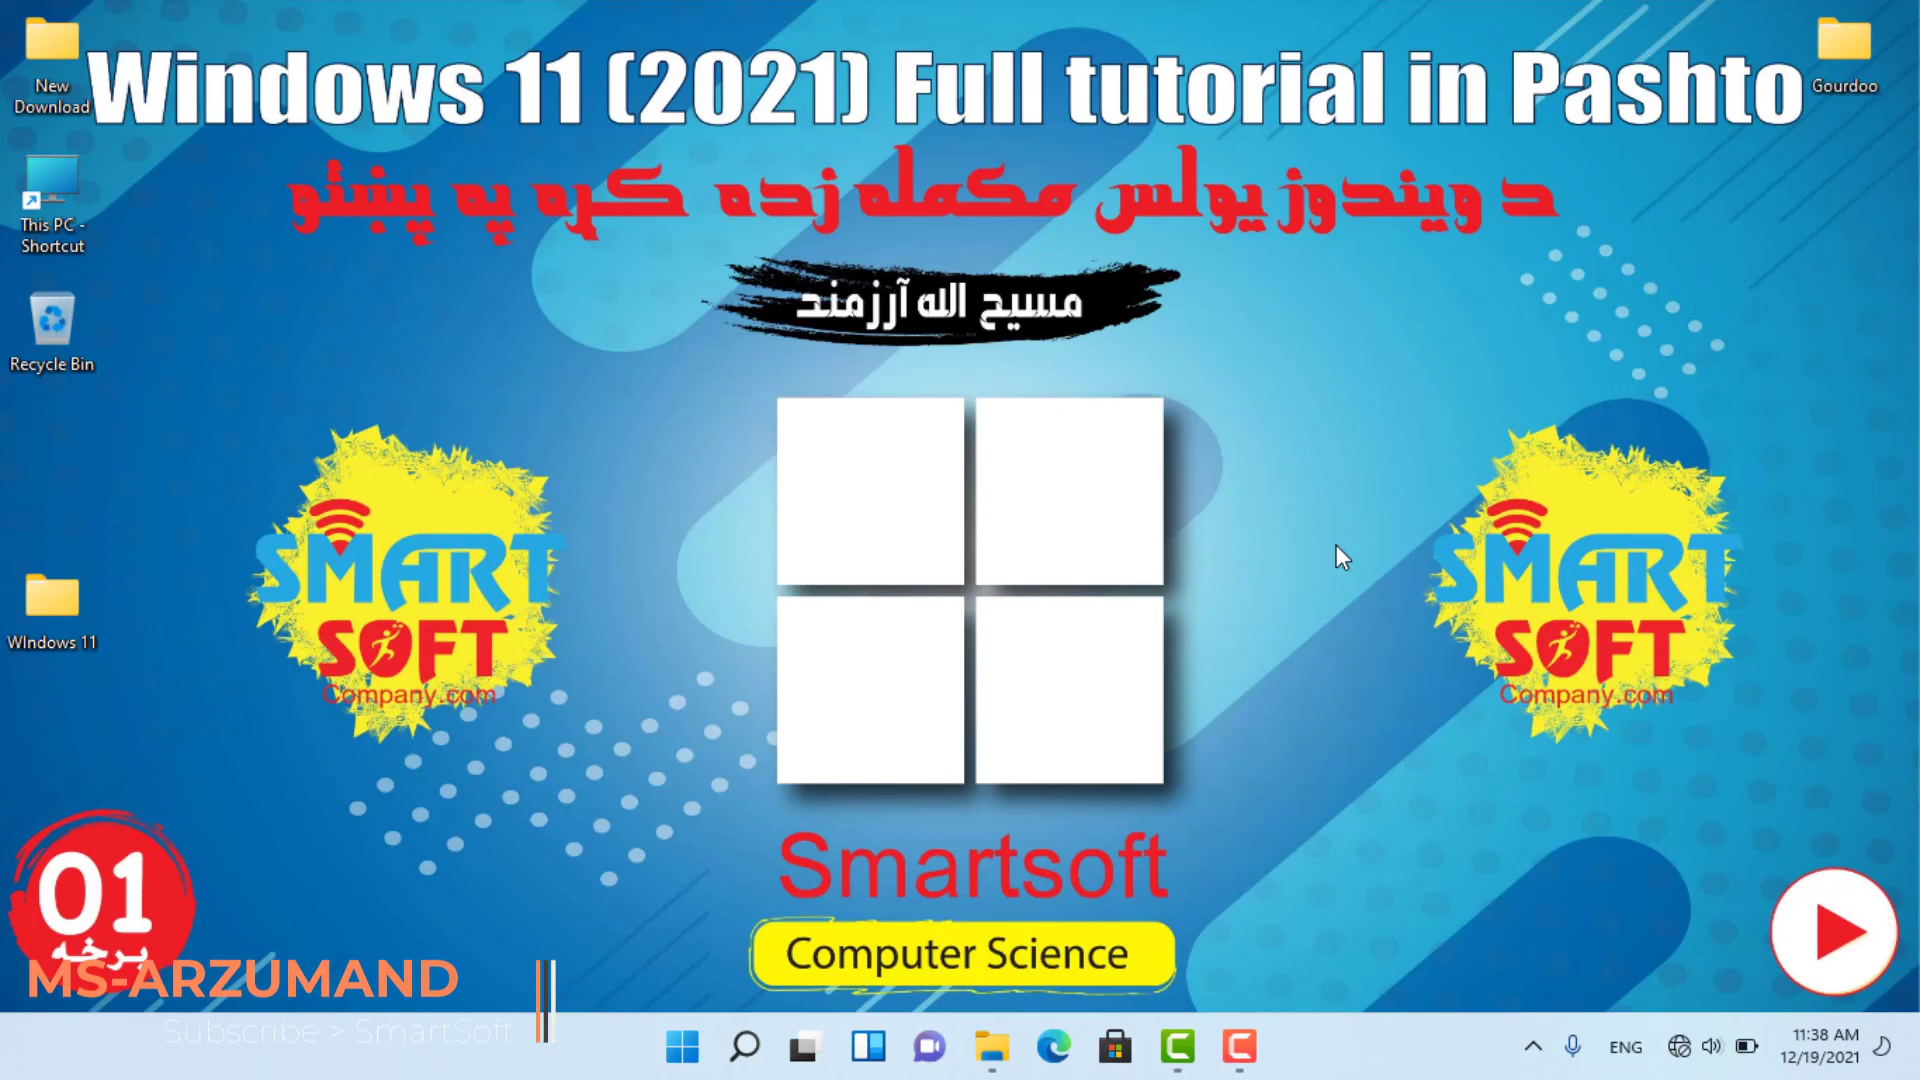 Windows 11 (2021) Full tutorial in Pashto
د ویندوز یولس مکمله زده کړه په پښتو
مسیح الله آرزمند
New Download
This PC - Shortcut
Recycle Bin
WIndows 11
Gourdoo
SMART
SOFT
Company.com
SMART
SOFT
Company.com
Smartsoft
Computer Science
01
برخه
MS-ARZUMAND
Subscribe > SmartSoft
ENG
11:38 AM
12/19/2021